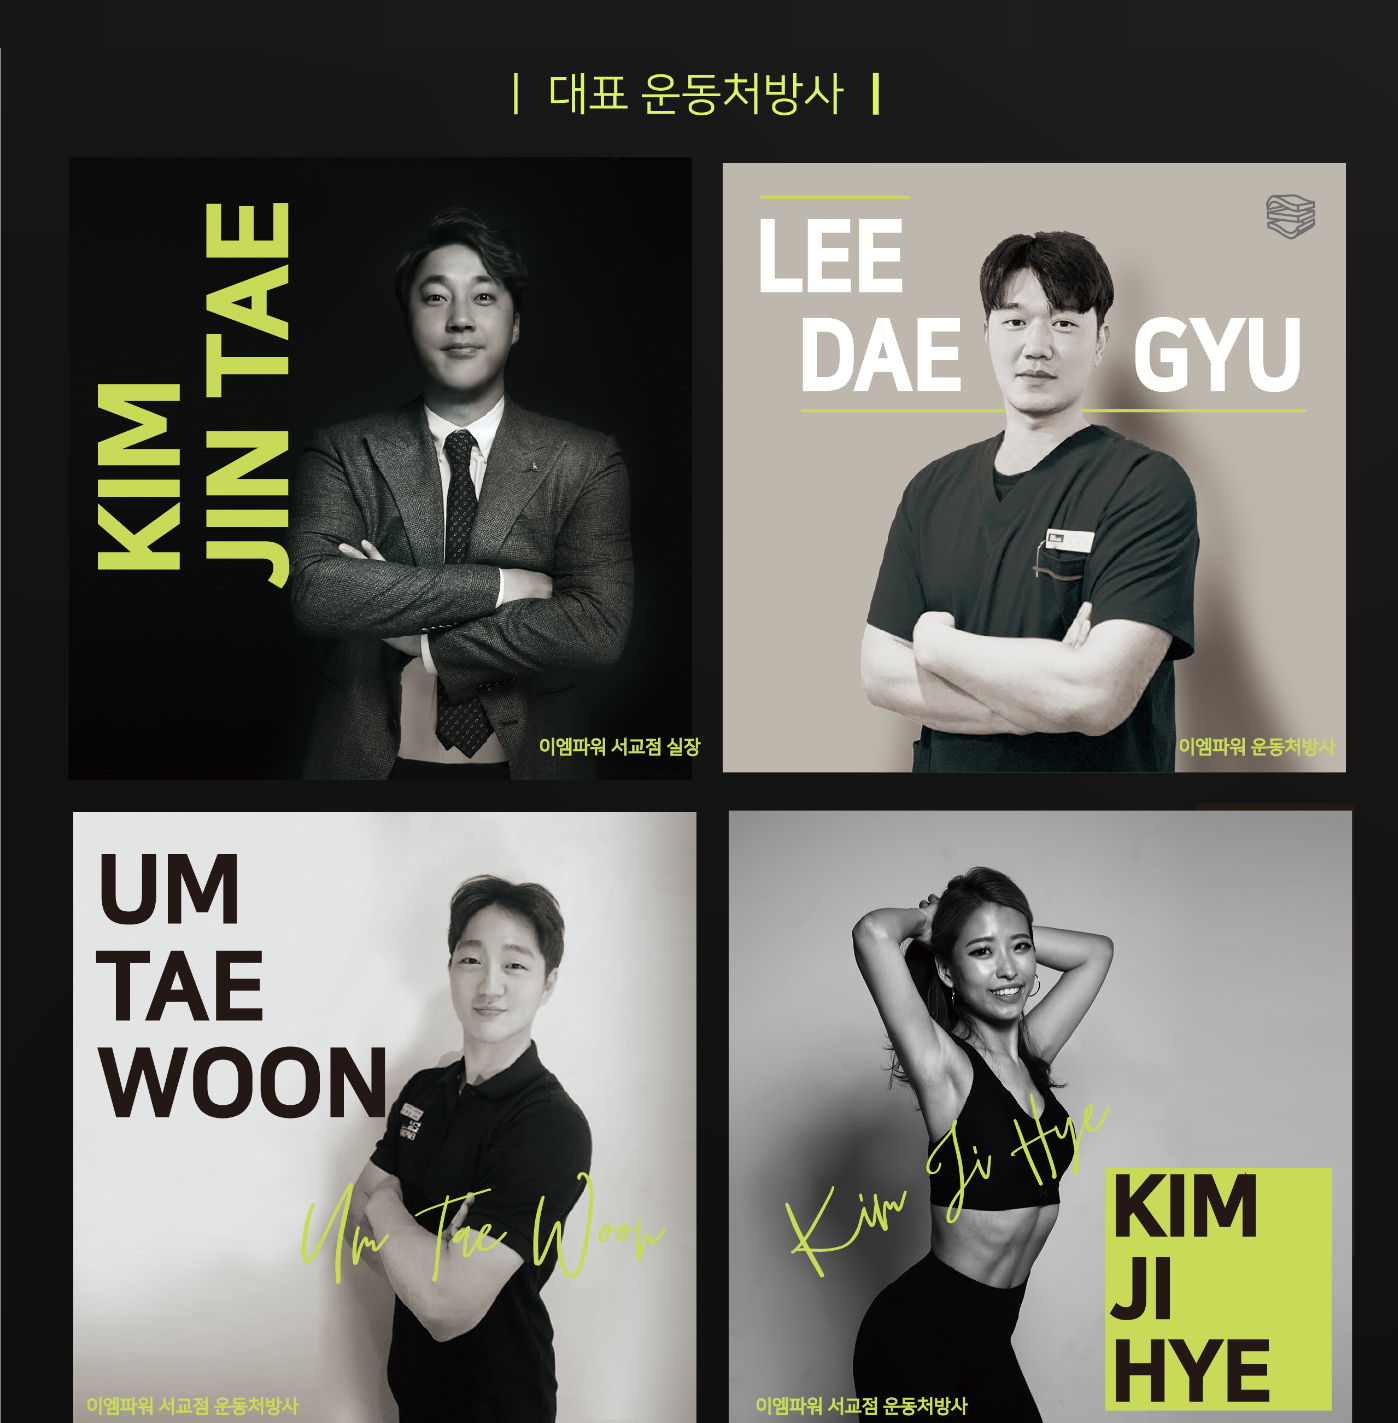 대표 운동처방사
KIM
JIN TAE
이엠파워 서교점 실장
LEE
DAE GYU
이엠파워 운동처방사
UM
TAE
WOON
Um Tae Woon
이엠파워 서교점 운동처방사
Kim Ji Hye
KIM
JI
HYE
이엠파워 서교점 운동처방사